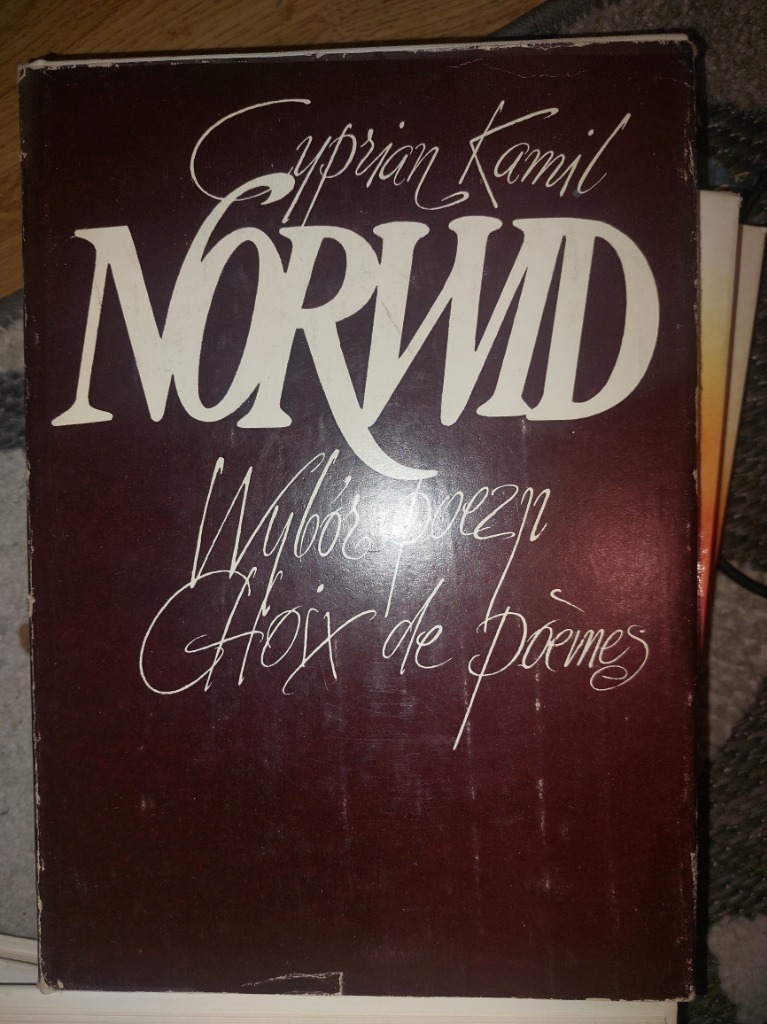 Cyprian Kamil
NORWID
Wybór poezji
Choix de poèmes